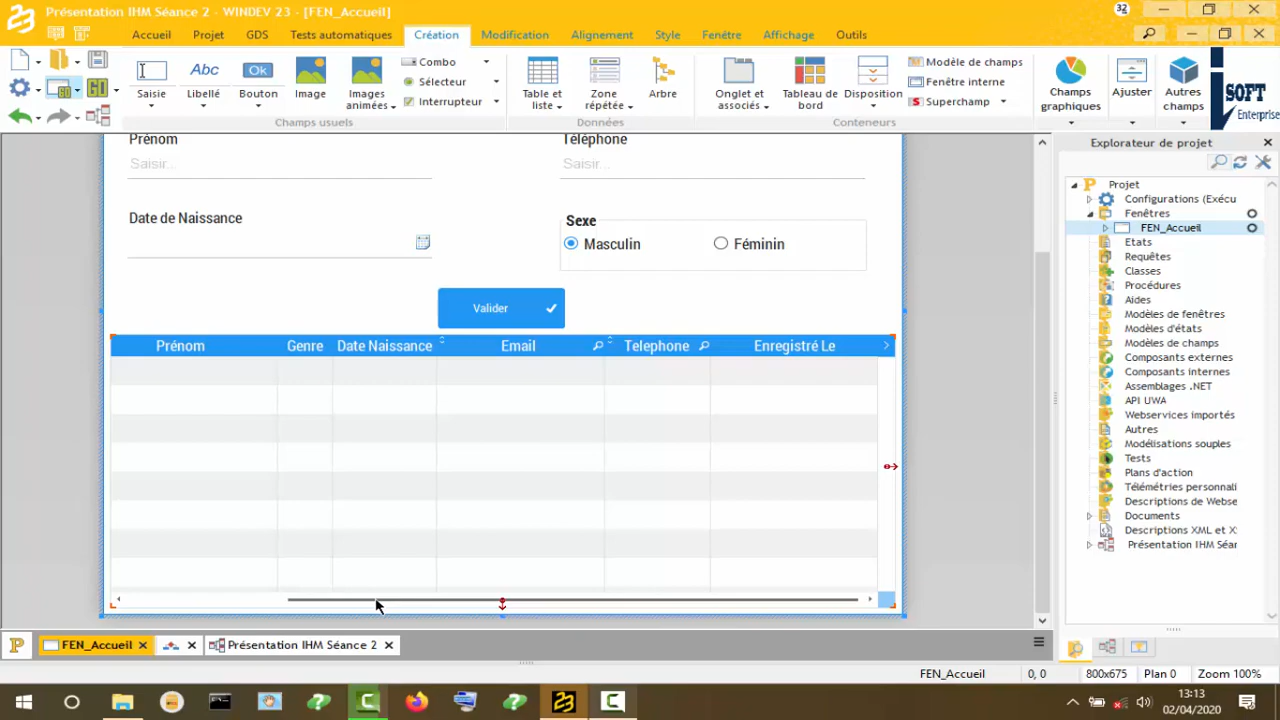 Présentation IHM Séance 2 - WINDEV 23 - [FEN_Accueil]
32
Accueil Projet GDS Tests automatiques Création Modification Alignement Style Fenêtre Affichage Outils
Saisie
Abc
Libellé
Ok
Bouton
Image
Images animées
Combo
Sélecteur
Interrupteur
Champs usuels
Table et liste
Zone répétée
Arbre
Données
Onglet et associés
Tableau de bord
Disposition
Modèle de champs
Fenêtre interne
Superchamp
Conteneurs
Champs graphiques
Ajuster
Autres champs
SOFT
Enterprise
Prénom
Saisir...
Téléphone
Saisir...
Date de Naissance
Sexe
Masculin Féminin
Valider
Prénom Genre Date Naissance Email Telephone Enregistré Le
Explorateur de projet
Projet
Configurations (Exécu
Fenêtres
FEN_Accueil
Etats
Requêtes
Classes
Procédures
Aides
Modèles de fenêtres
Modèles d'états
Modèles de champs
Composants externes
Composants internes
Assemblages .NET
API UWA
Webservices importés
Autres
Modélisations souples
Tests
Plans d'action
Télémétries personnali
Descriptions de Webse
Documents
Descriptions XML et X
Présentation IHM Séar
FEN_Accueil Présentation IHM Séance 2
FEN_Accueil 0, 0 800x675 Plan 0 Zoom 100%
13:13
02/04/2020